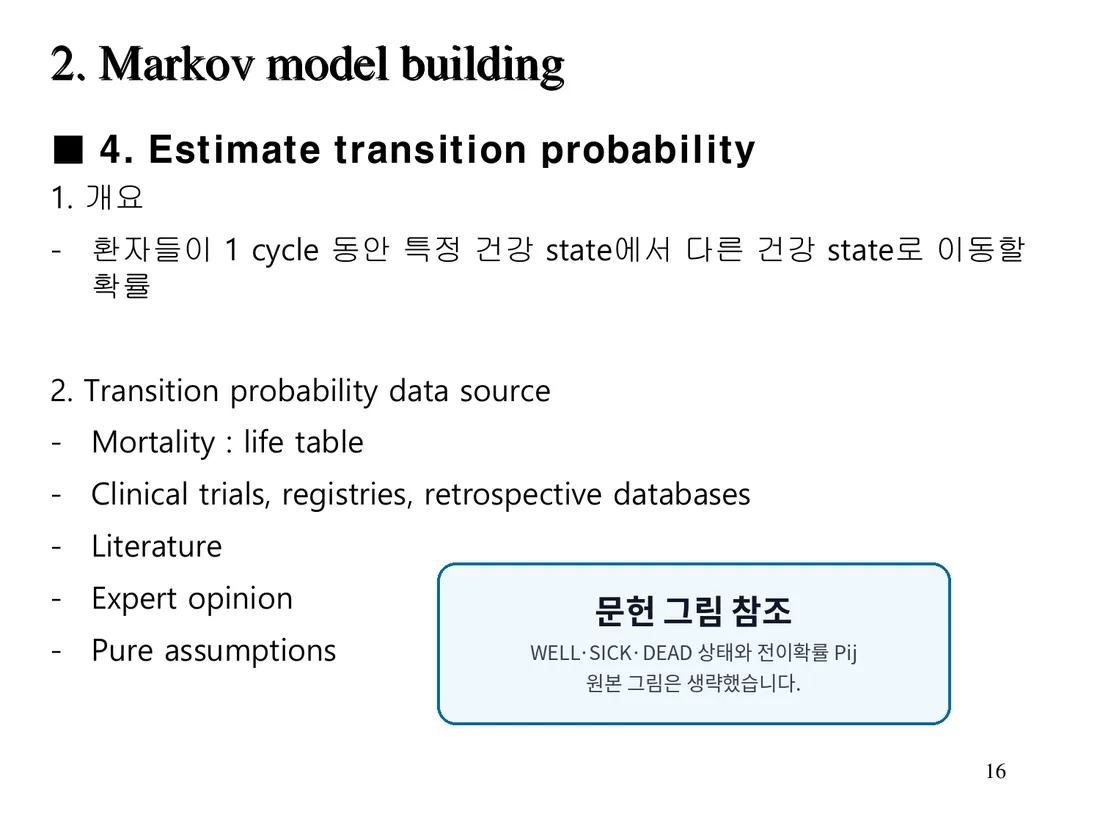 2. Markov model building
■ 4. Estimate transition probability
1. 개요
- 환자들이 1 cycle 동안 특정 건강 state에서 다른 건강 state로 이동할
확률
2. Transition probability data source
- Mortality : life table
- Clinical trials, registries, retrospective databases
- Literature
- Expert opinion
- Pure assumptions
문헌 그림 참조
WELL·SICK·DEAD 상태와 전이확률 Pij
원본 그림은 생략했습니다.
16